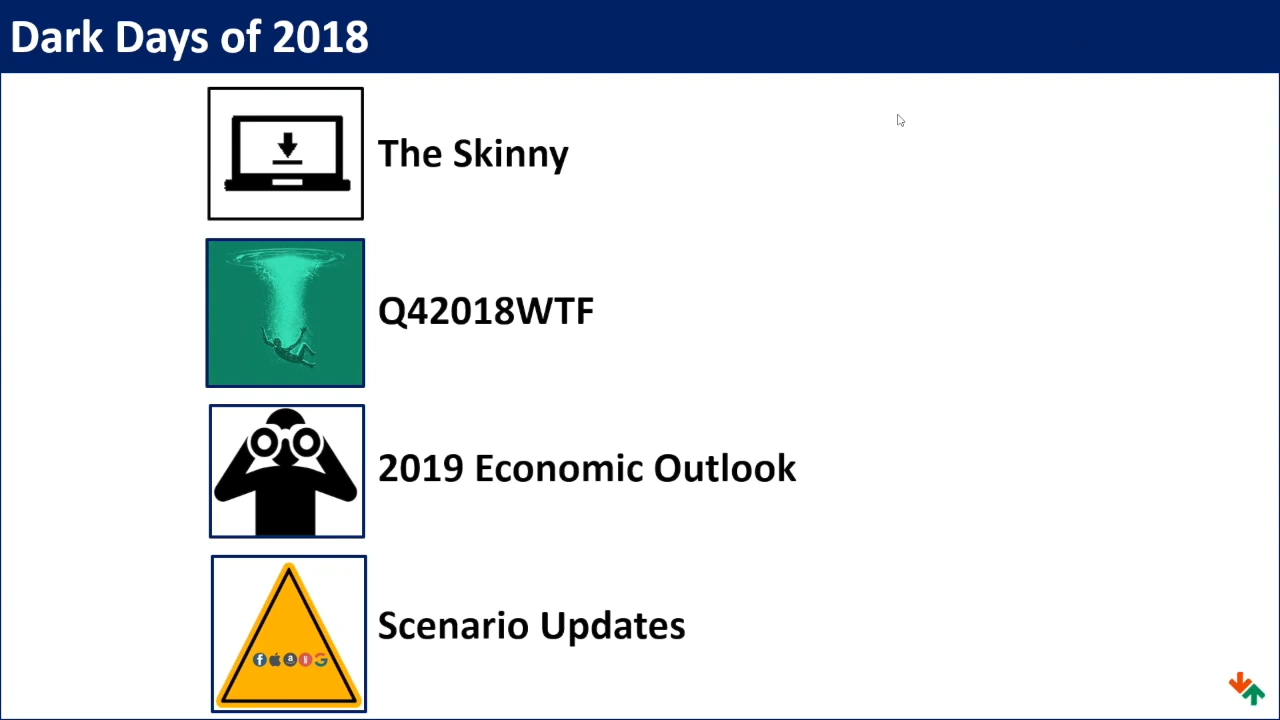 Dark Days of 2018
The Skinny
Q42018WTF
2019 Economic Outlook
Scenario Updates